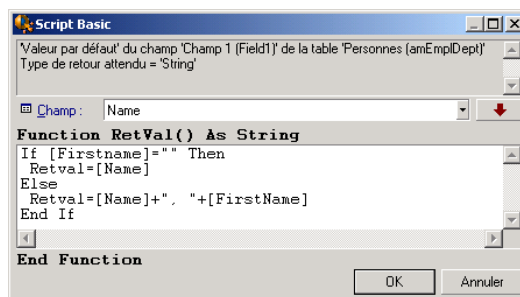 Script Basic
'Valeur par défaut' du champ 'Champ 1 (Field1)' de la table 'Personnes (amEmplDept)'
Type de retour attendu = 'String'
Champ : Name
Function RetVal() As String
If [Firstname]="" Then
Retval=[Name]
Else
Retval=[Name]+", "+[FirstName]
End If
End Function
OK Annuler